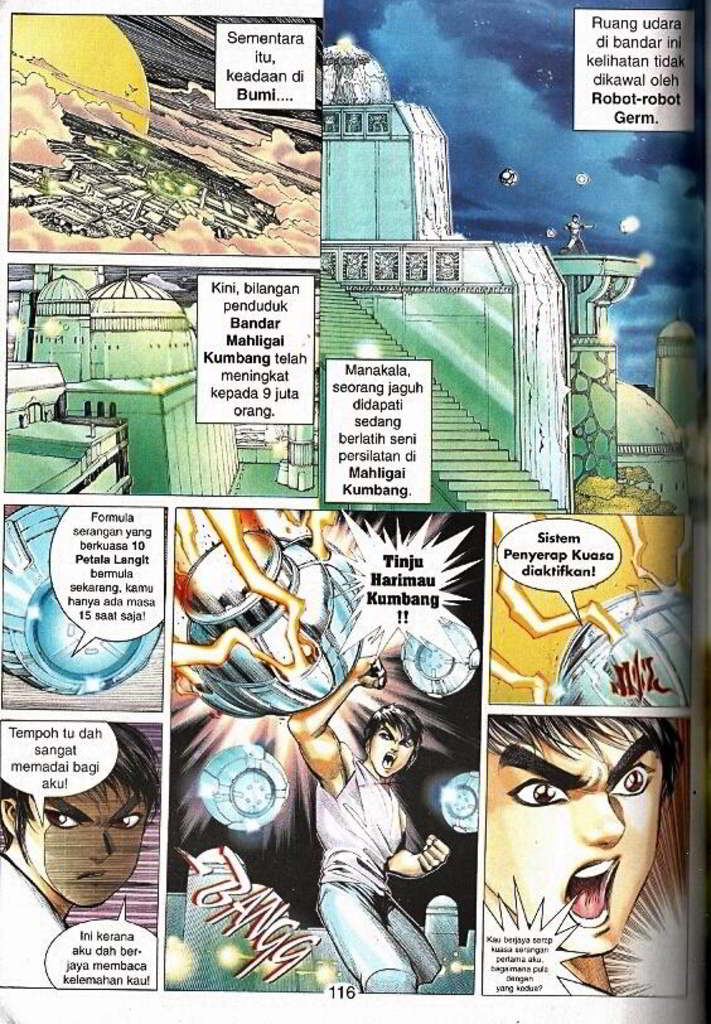 Sementara
itu,
keadaan di
Bumi....
Ruang udara
di bandar ini
kelihatan tidak
dikawal oleh
Robot-robot
Germ.
Kini, bilangan
penduduk
Bandar
Mahligai
Kumbang telah
meningkat
kepada 9 juta
orang.
Manakala,
seorang jaguh
didapati
sedang
berlatih seni
persilatan di
Mahligai
Kumbang.
Formula
serangan yang
berkuasa 10
Petala Langit
bermula
sekarang, kamu
hanya ada masa
15 saat saja!
Tempoh tu dah
sangat
memadai bagi
aku!
Ini kerana
aku dah ber-
jaya membaca
kelemahan kau!
Tinju
Harimau
Kumbang
!!
BANGG
Sistem
Penyerap Kuasa
diaktifkan!
Kau berjaya serap
kuasa serangan
pertama aku,
bagaimana pula
dengan
yang kedua?
116